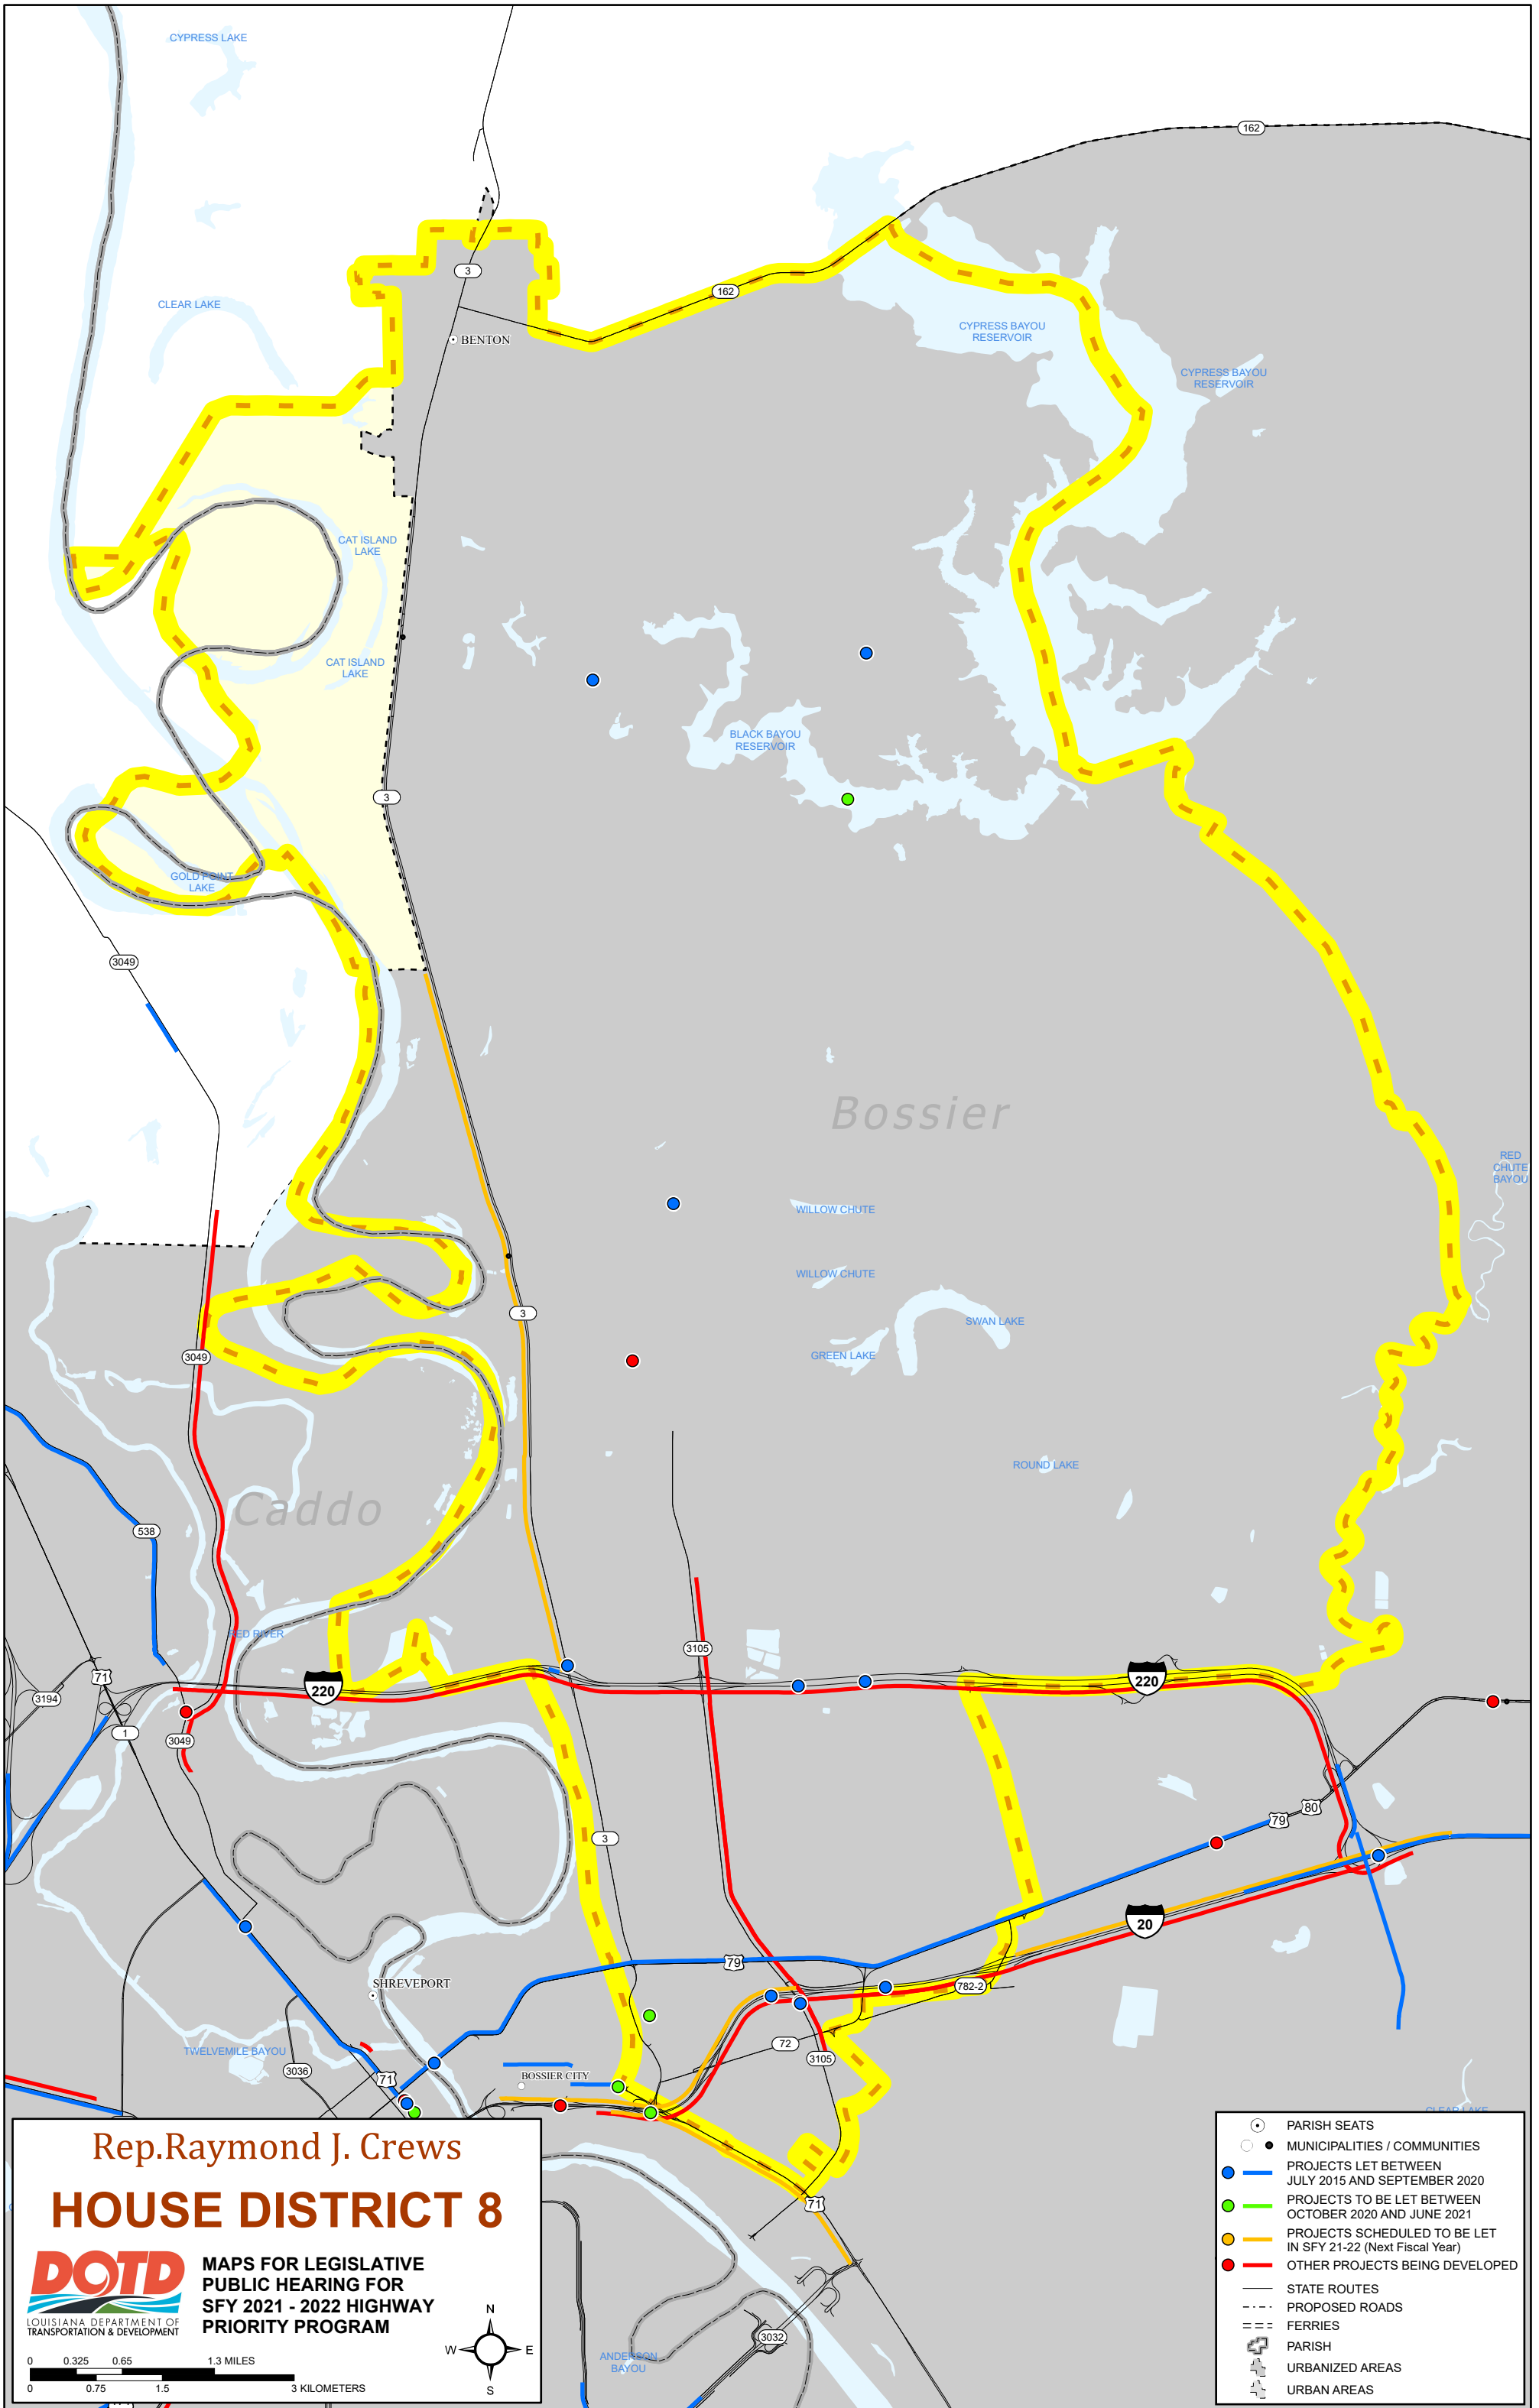 CYPRESS LAKE
162
3
162
CLEAR LAKE
BENTON
CYPRESS BAYOU
RESERVOIR
CYPRESS BAYOU
RESERVOIR
CAT ISLAND
LAKE
CAT ISLAND
LAKE
BLACK BAYOU
RESERVOIR
3
GOLD POINT
LAKE
3049
Bossier
RED
CHUTE
BAYOU
WILLOW CHUTE
WILLOW CHUTE
3
SWAN LAKE
GREEN LAKE
3049
ROUND LAKE
Caddo
538
RED RIVER
3105
71
220
220
3194
1
3049
3
79
80
20
79
SHREVEPORT
782-2
72
3105
TWELVEMILE BAYOU
3036
71
BOSSIER CITY
CLEAR LAKE
71
3032
ANDERSON
BAYOU
Rep.Raymond J. Crews
HOUSE DISTRICT 8
DOTD
LOUISIANA DEPARTMENT OF
TRANSPORTATION & DEVELOPMENT
MAPS FOR LEGISLATIVE
PUBLIC HEARING FOR
SFY 2021 - 2022 HIGHWAY
PRIORITY PROGRAM
N
W E
S
0 0.325 0.65 1.3 MILES
0 0.75 1.5 3 KILOMETERS
PARISH SEATS
MUNICIPALITIES / COMMUNITIES
PROJECTS LET BETWEEN
JULY 2015 AND SEPTEMBER 2020
PROJECTS TO BE LET BETWEEN
OCTOBER 2020 AND JUNE 2021
PROJECTS SCHEDULED TO BE LET
IN SFY 21-22 (Next Fiscal Year)
OTHER PROJECTS BEING DEVELOPED
STATE ROUTES
PROPOSED ROADS
FERRIES
PARISH
URBANIZED AREAS
URBAN AREAS